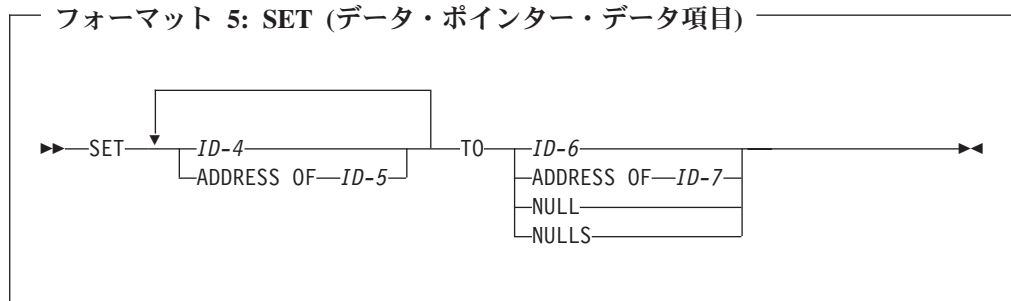 フォーマット 5: SET (データ・ポインター・データ項目)
SET ID-4 TO ID-6
ADDRESS OF ID-5 ADDRESS OF ID-7
NULL
NULLS